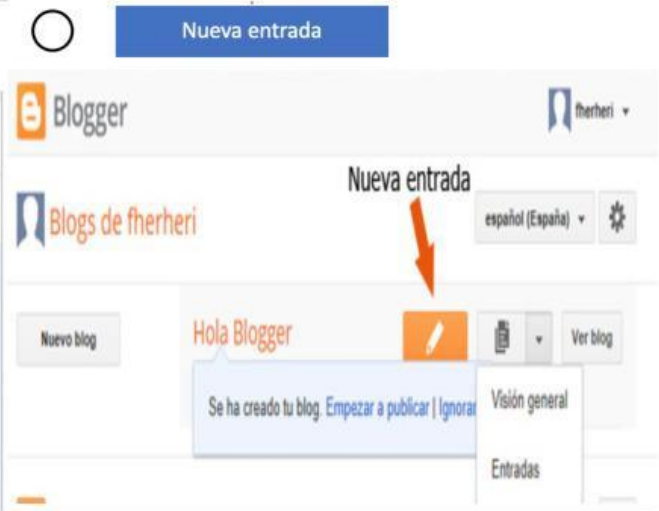 Nueva entrada
Blogger
fherheri
Nueva entrada
Blogs de fherheri
español (España)
Nuevo blog
Hola Blogger
Ver blog
Se ha creado tu blog. Empezar a publicar | Ignorar
Visión general
Entradas